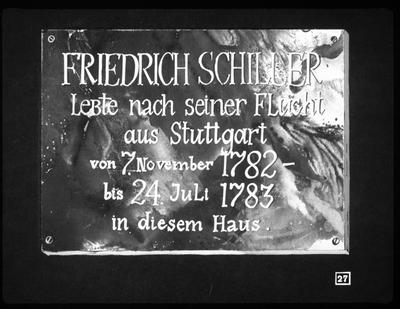 FRIEDRICH SCHILLER
Lebte nach seiner Flucht
aus Stuttgart
von 7. November 1782 –
bis 24. Juli 1783
in diesem Haus.
27